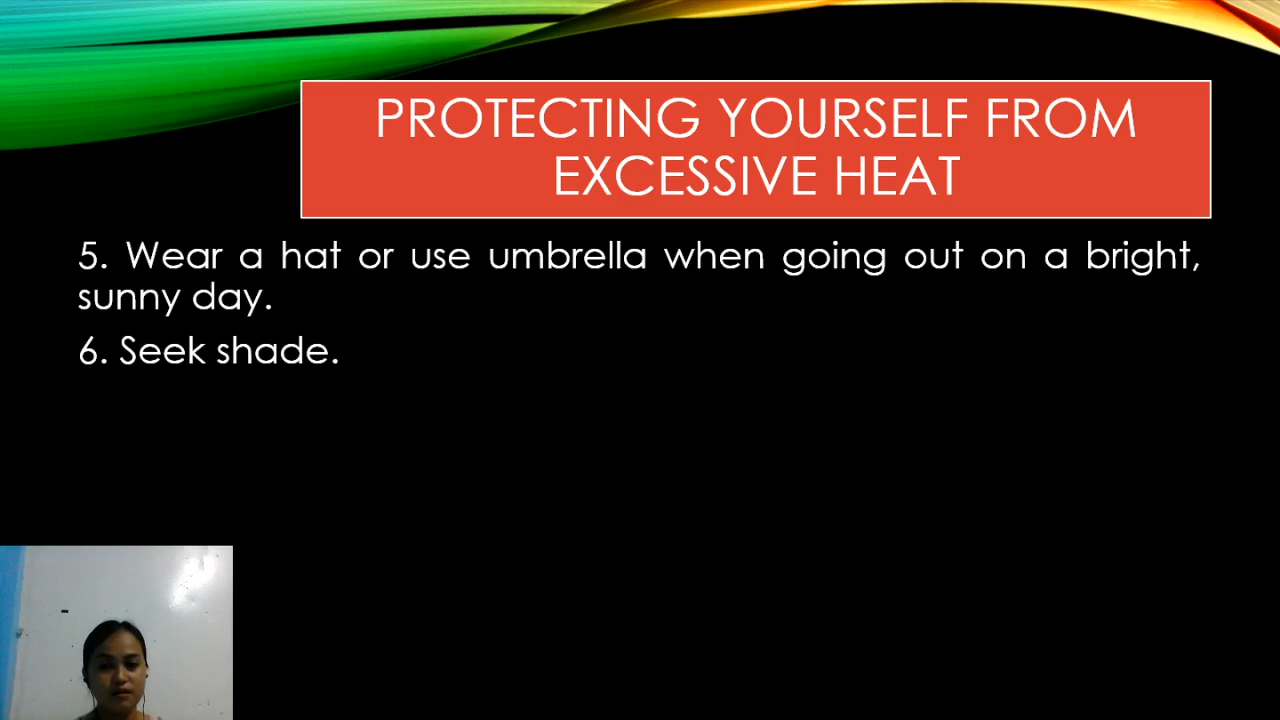 PROTECTING YOURSELF FROM
EXCESSIVE HEAT
5. Wear a hat or use umbrella when going out on a bright,
sunny day.
6. Seek shade.